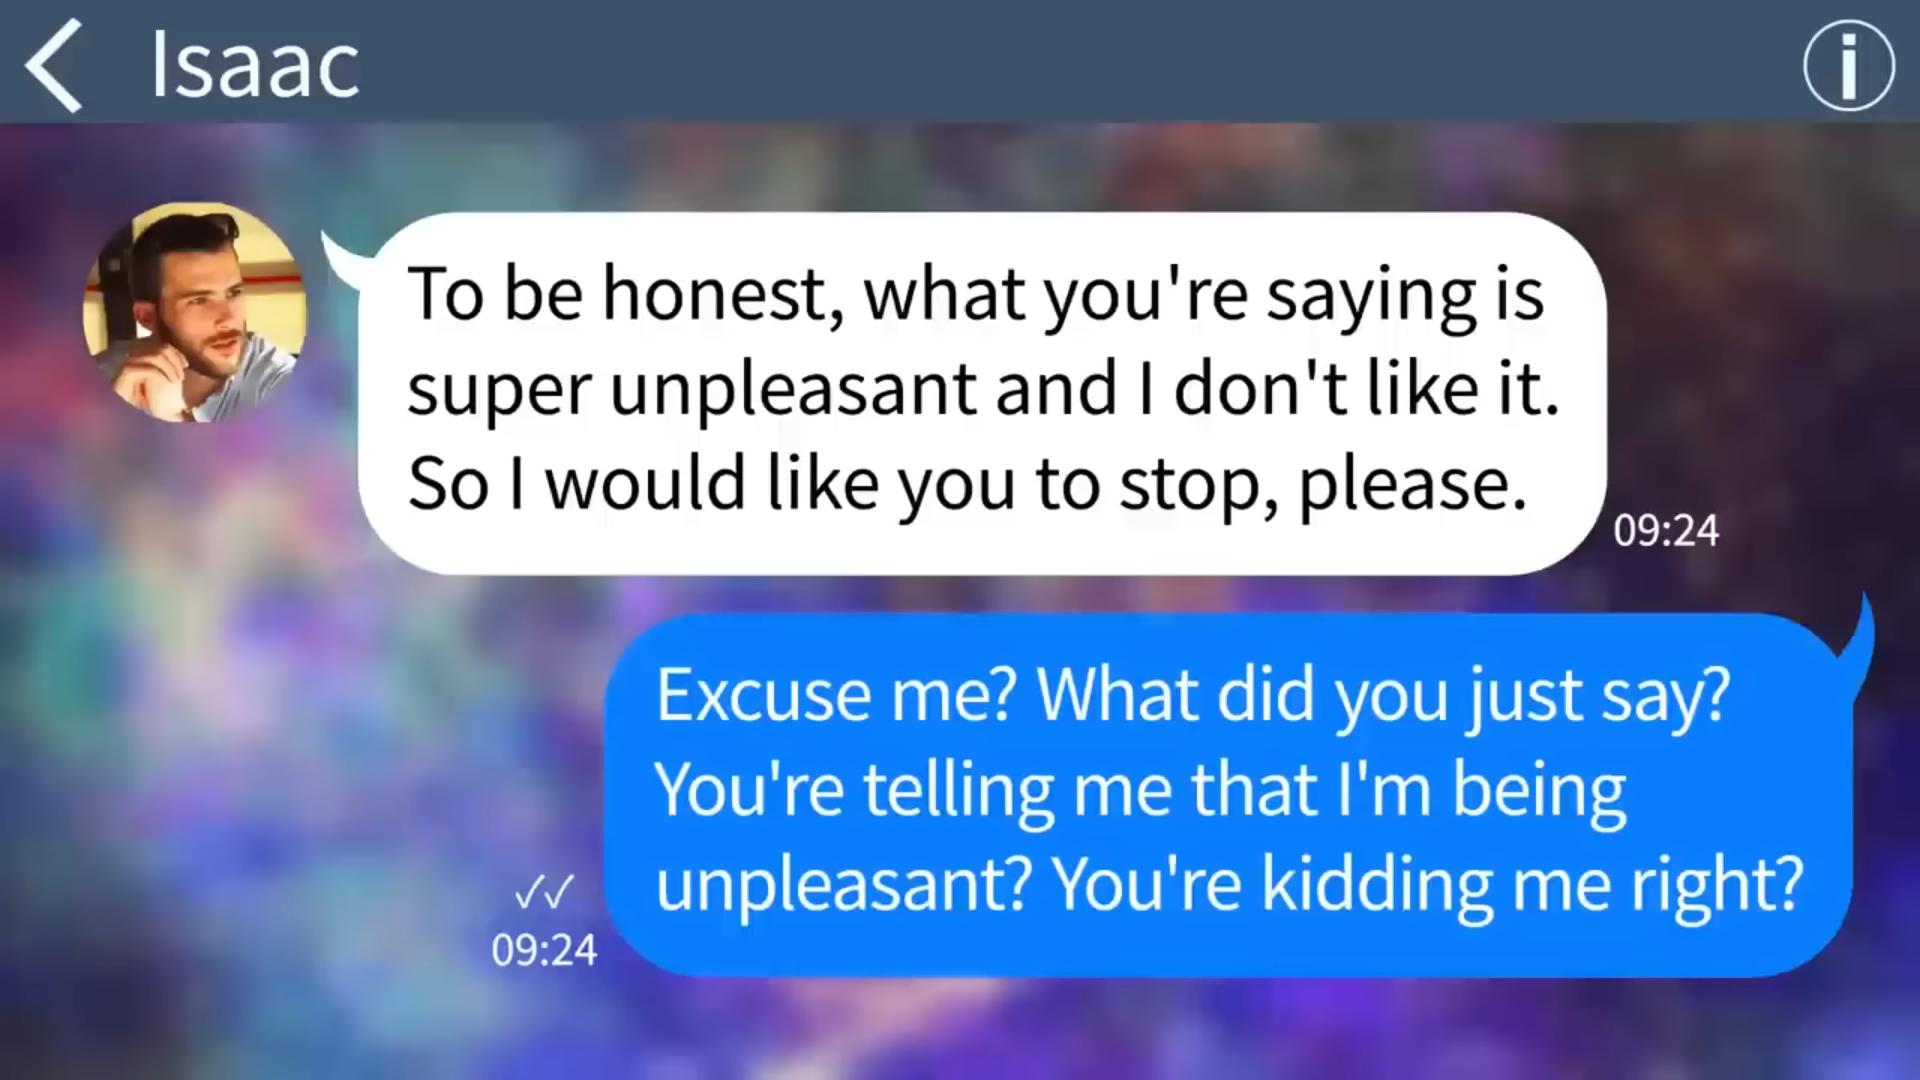 Isaac
To be honest, what you're saying is
super unpleasant and I don't like it.
So I would like you to stop, please.
09:24
Excuse me? What did you just say?
You're telling me that I'm being
unpleasant? You're kidding me right?
09:24